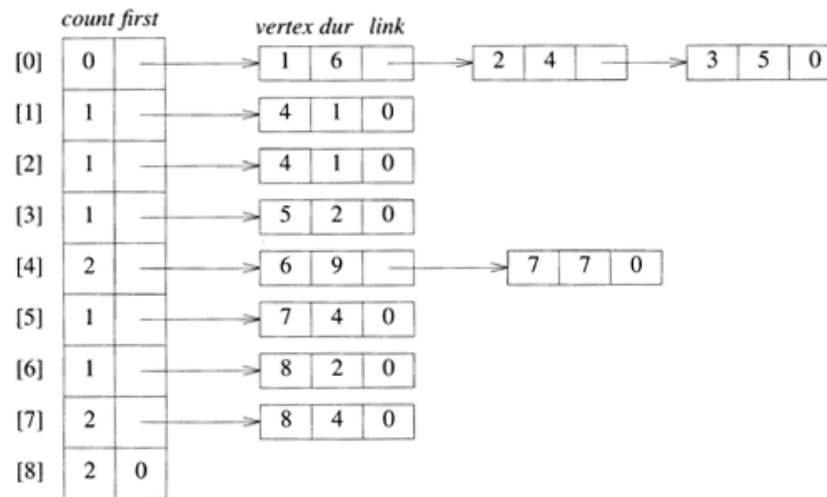 count first
vertex dur link
[0] 0 1 6 2 4 3 5 0
[1] 1 4 1 0
[2] 1 4 1 0
[3] 1 5 2 0
[4] 2 6 9 7 7 0
[5] 1 7 4 0
[6] 1 8 2 0
[7] 2 8 4 0
[8] 2 0